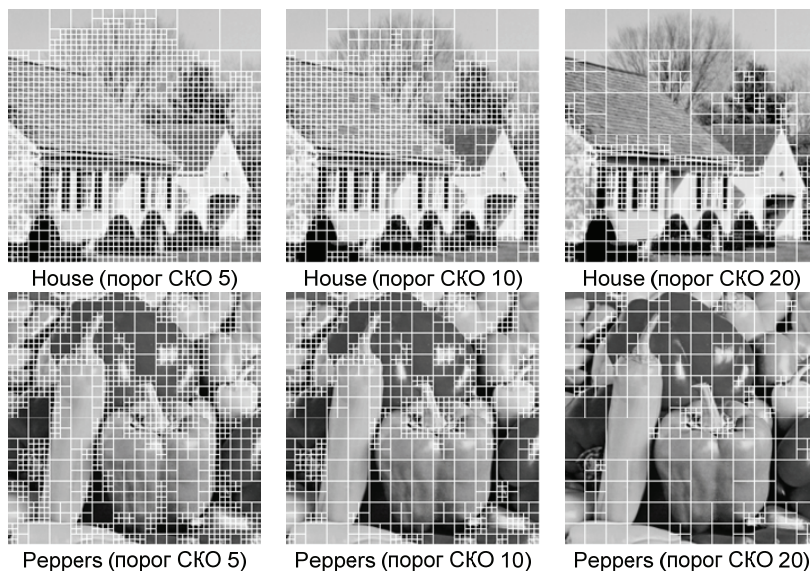 House (порог СКО 5)
House (порог СКО 10)
House (порог СКО 20)
Peppers (порог СКО 5)
Peppers (порог СКО 10)
Peppers (порог СКО 20)